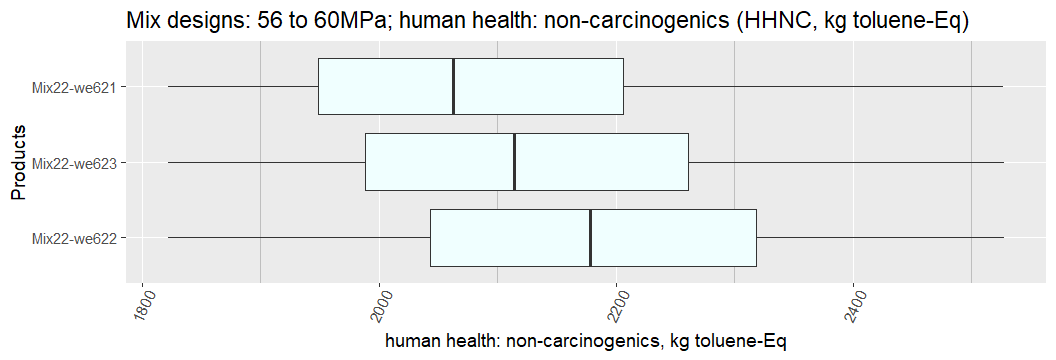 Mix designs: 56 to 60MPa; human health: non-carcinogenics (HHNC, kg toluene-Eq)
Products
Mix22-we621
Mix22-we623
Mix22-we622
1800 2000 2200 2400
human health: non-carcinogenics, kg toluene-Eq